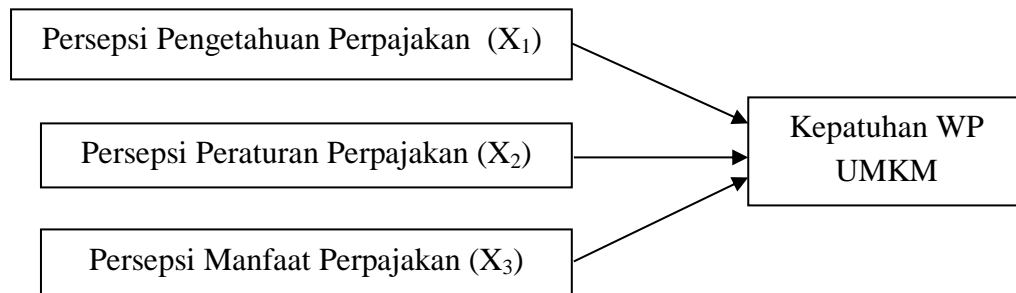 Persepsi Pengetahuan Perpajakan (X₁)
Persepsi Peraturan Perpajakan (X₂)
Persepsi Manfaat Perpajakan (X₃)
Kepatuhan WP
UMKM